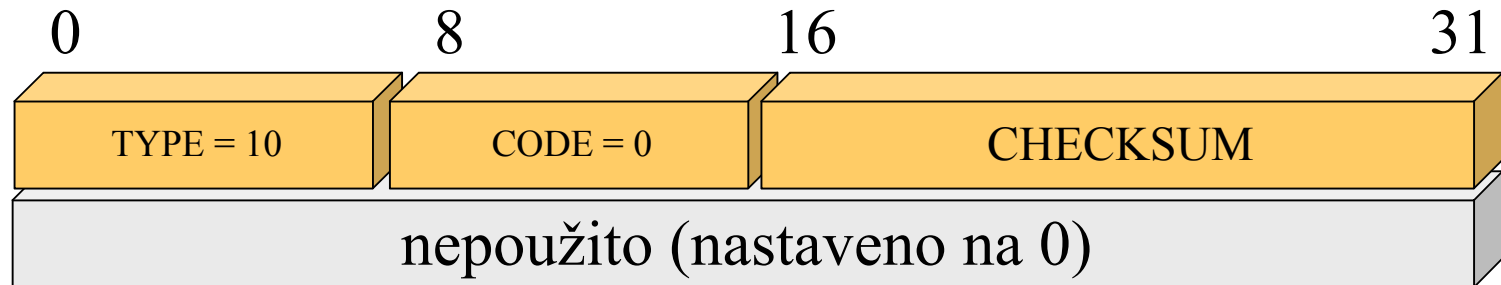 0 8 16 31
TYPE = 10 CODE = 0 CHECKSUM
nepoužito (nastaveno na 0)